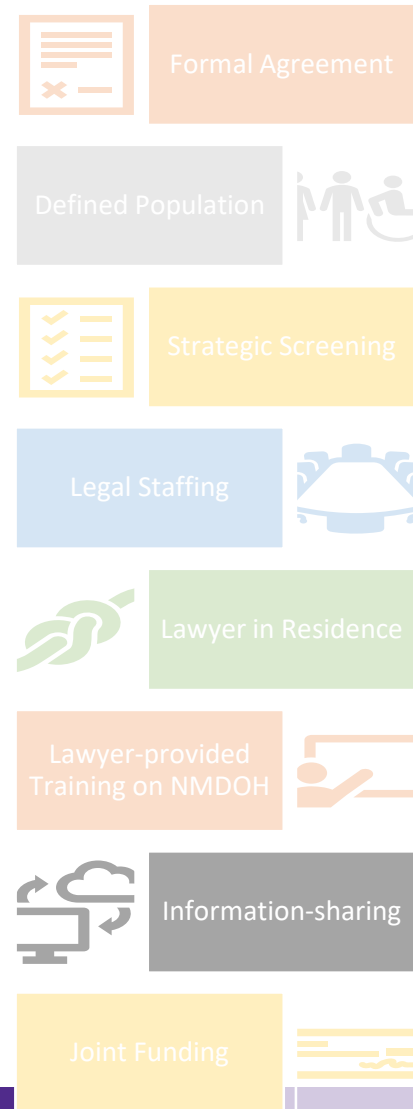 Formal Agreement
Defined Population
Strategic Screening
Legal Staffing
Lawyer in Residence
Lawyer-provided
Training on NMDOH
Information-sharing
Joint Funding